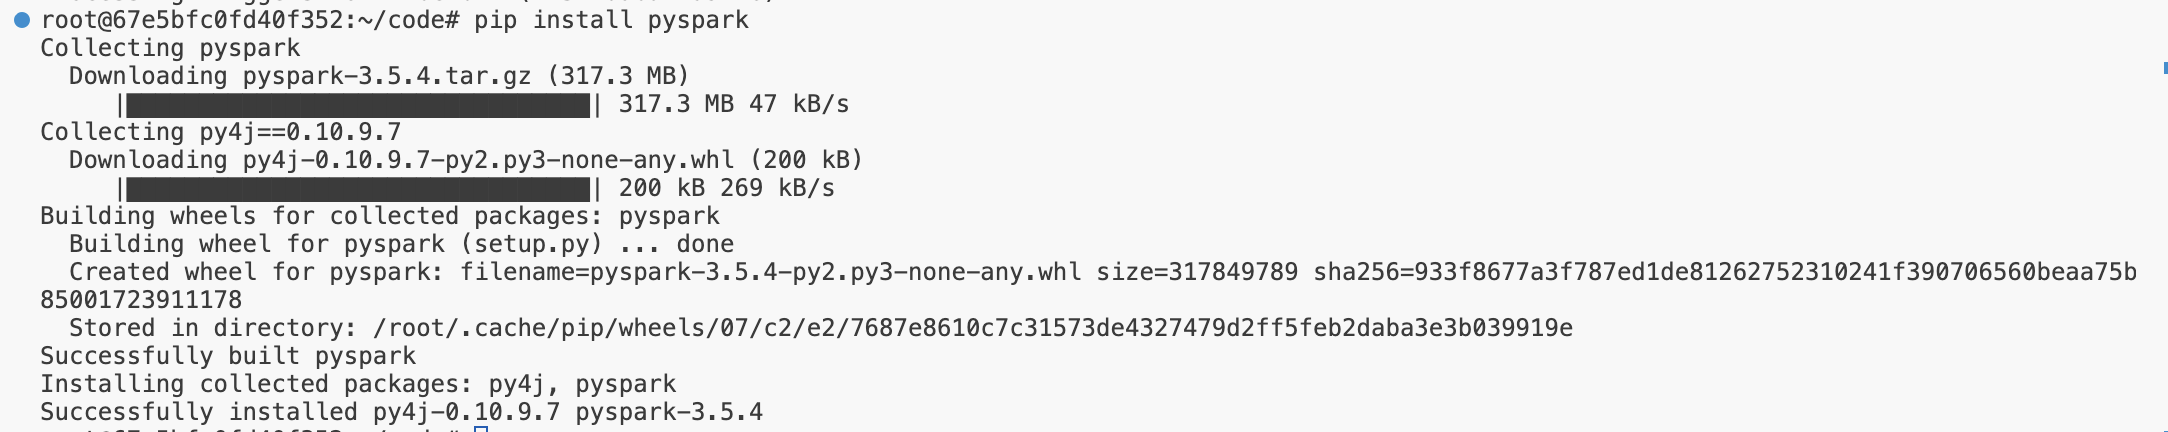 root@67e5bfc0fd40f352:~/code# pip install pyspark
Collecting pyspark
Downloading pyspark-3.5.4.tar.gz (317.3 MB)
|████████████████████████████████| 317.3 MB 47 kB/s
Collecting py4j==0.10.9.7
Downloading py4j-0.10.9.7-py2.py3-none-any.whl (200 kB)
|████████████████████████████████| 200 kB 269 kB/s
Building wheels for collected packages: pyspark
Building wheel for pyspark (setup.py) ... done
Created wheel for pyspark: filename=pyspark-3.5.4-py2.py3-none-any.whl size=317849789 sha256=933f8677a3f787ed1de81262752310241f390706560beaa75b
85001723911178
Stored in directory: /root/.cache/pip/wheels/07/c2/e2/7687e8610c7c31573de4327479d2ff5feb2daba3e3b039919e
Successfully built pyspark
Installing collected packages: py4j, pyspark
Successfully installed py4j-0.10.9.7 pyspark-3.5.4